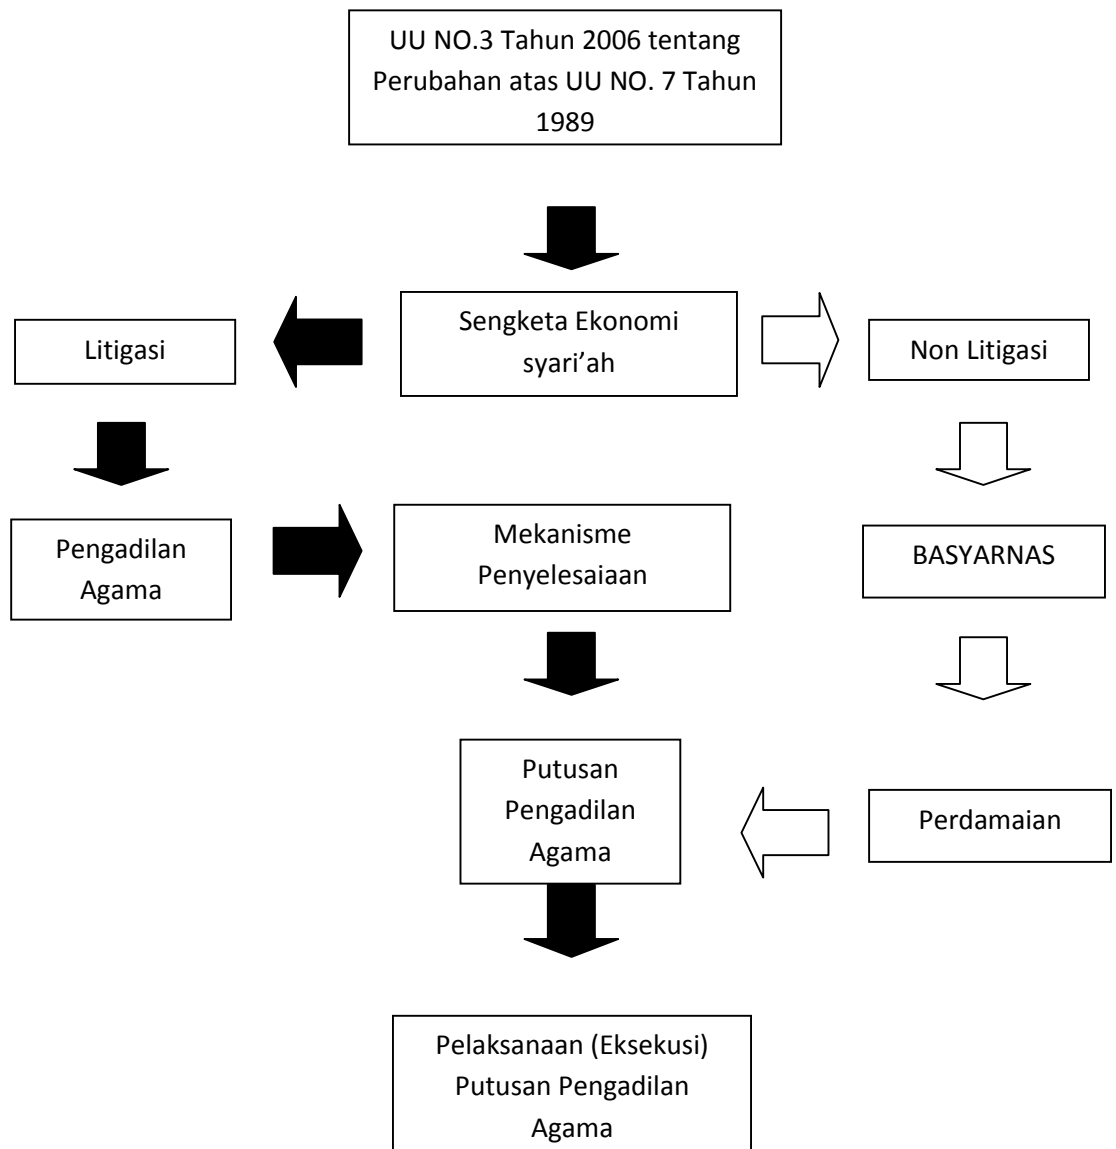 UU NO.3 Tahun 2006 tentang
Perubahan atas UU NO. 7 Tahun
1989
Litigasi
Sengketa Ekonomi
syari’ah
Non Litigasi
Pengadilan
Agama
Mekanisme
Penyelesaiaan
BASYARNAS
Putusan
Pengadilan
Agama
Perdamaian
Pelaksanaan (Eksekusi)
Putusan Pengadilan
Agama